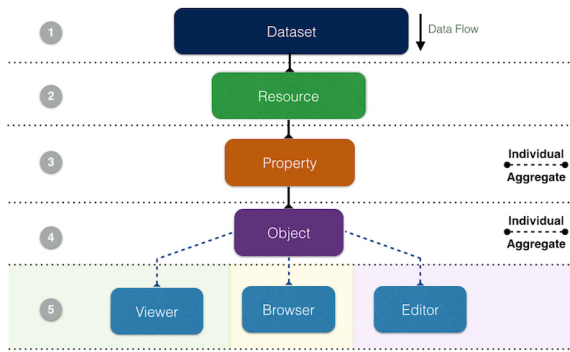 1
Dataset
Data Flow
2
Resource
3
Property
Individual
Aggregate
4
Object
Individual
Aggregate
5
Viewer
Browser
Editor